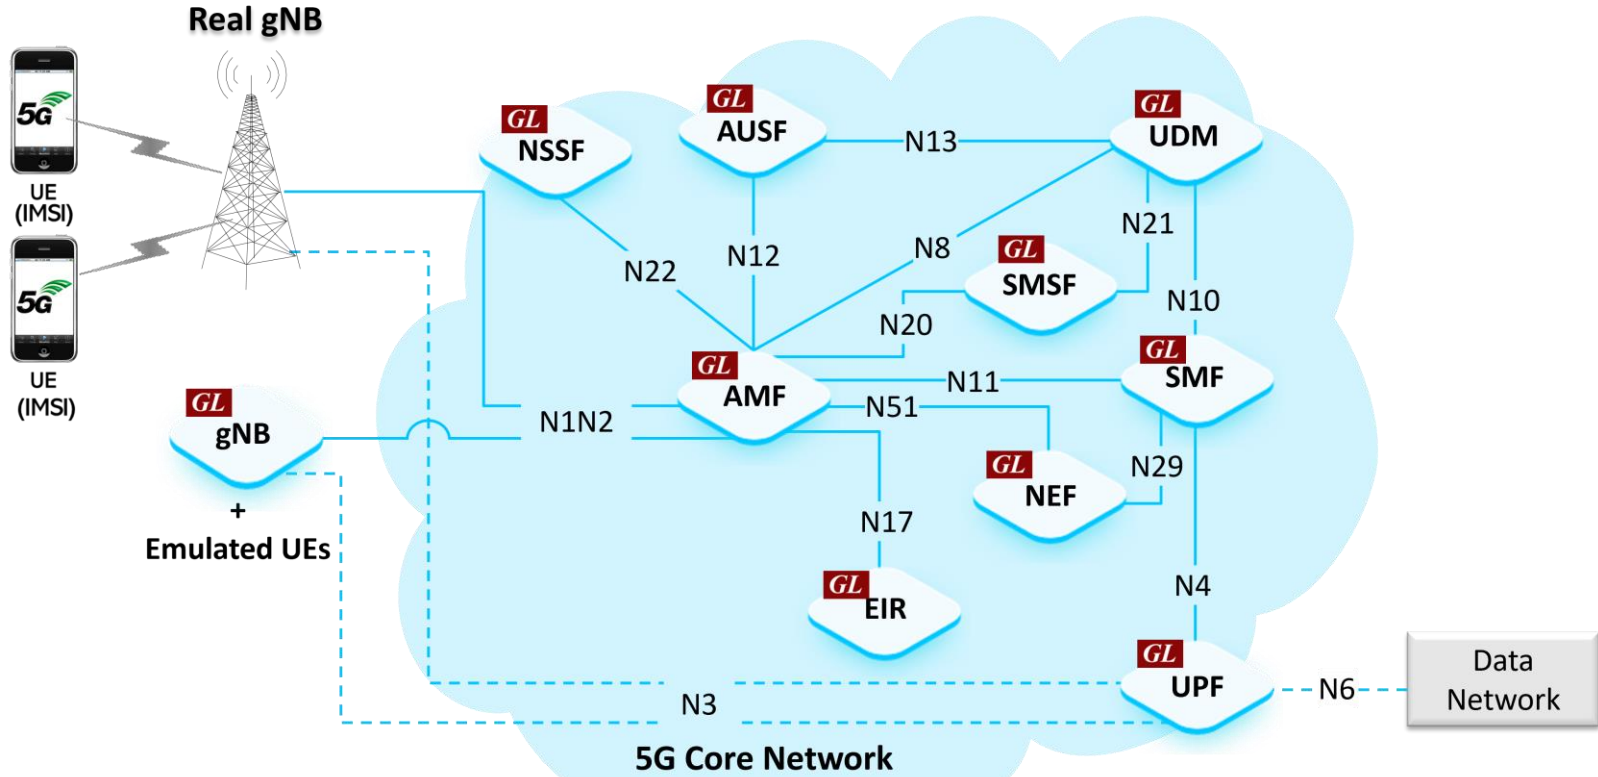 Real gNB
5G
UE
(IMSI)
5G
UE
(IMSI)
GL
gNB
+
Emulated UEs
GL
NSSF
GL
AUSF
N13
GL
UDM
N22
N12
N8
N21
GL
SMSF
N20
N10
GL
AMF
N11
GL
SMF
N1N2
N51
GL
NEF
N29
N17
GL
EIR
N4
N3
GL
UPF
N6
Data
Network
5G Core Network